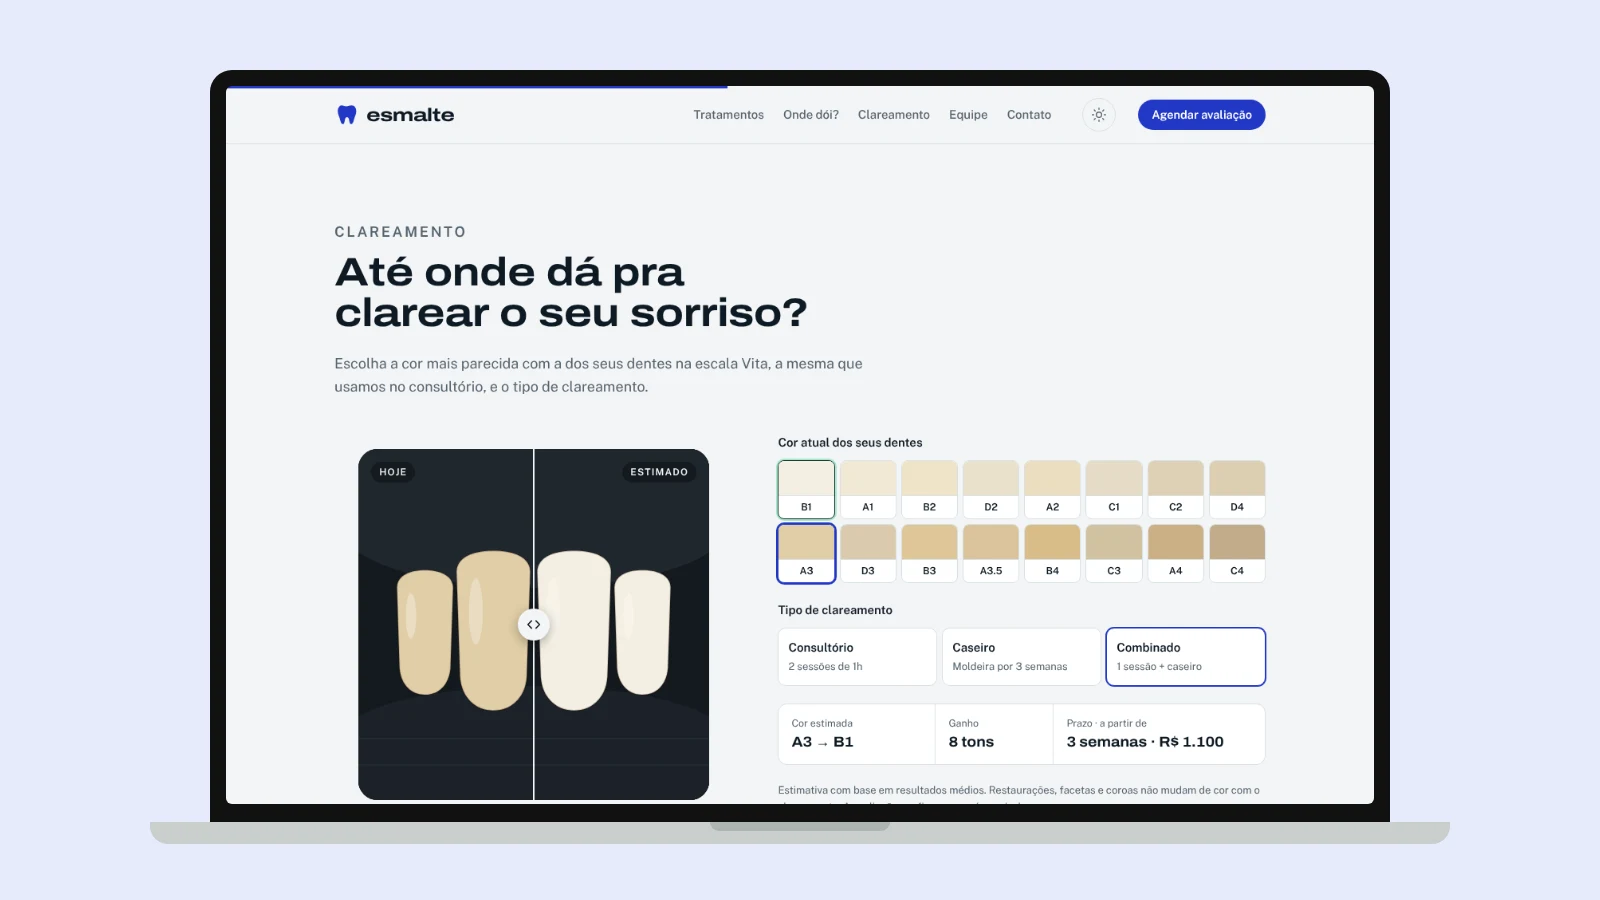 esmalte
Tratamentos
Onde dói?
Clareamento
Equipe
Contato
Agendar avaliação
CLAREAMENTO
Até onde dá pra
clarear o seu sorriso?
Escolha a cor mais parecida com a dos seus dentes na escala Vita, a mesma que
usamos no consultório, e o tipo de clareamento.
HOJE
ESTIMADO
Cor atual dos seus dentes
B1
A1
B2
D2
A2
C1
C2
D4
A3
D3
B3
A3.5
B4
C3
A4
C4
Tipo de clareamento
Consultório
2 sessões de 1h
Caseiro
Moldeira por 3 semanas
Combinado
1 sessão + caseiro
Cor estimada
A3 → B1
Ganho
8 tons
Prazo · a partir de
3 semanas · R$ 1.100
Estimativa com base em resultados médios. Restaurações, facetas e coroas não mudam de cor com o